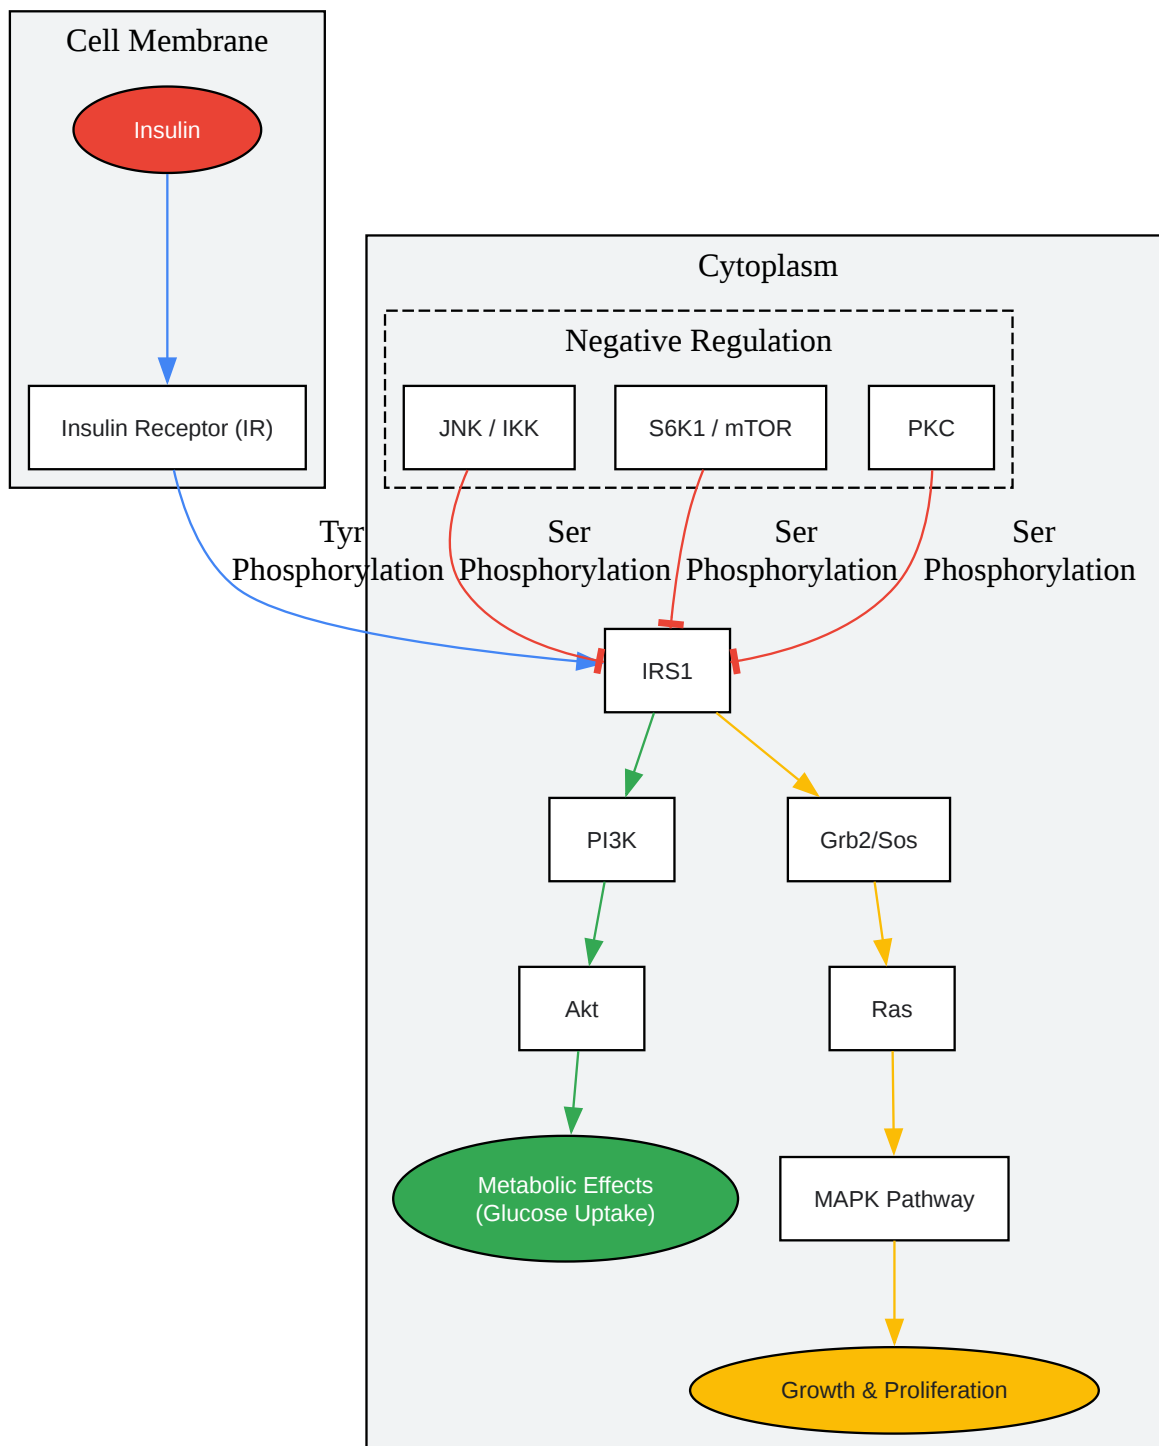 Cell Membrane
Insulin
Cytoplasm
Negative Regulation
Insulin Receptor (IR)
JNK / IKK
S6K1 / mTOR
PKC
Tyr
Phosphorylation
Ser
Phosphorylation
Ser
Phosphorylation
Ser
Phosphorylation
IRS1
PI3K
Grb2/Sos
Akt
Ras
Metabolic Effects
(Glucose Uptake)
MAPK Pathway
Growth & Proliferation